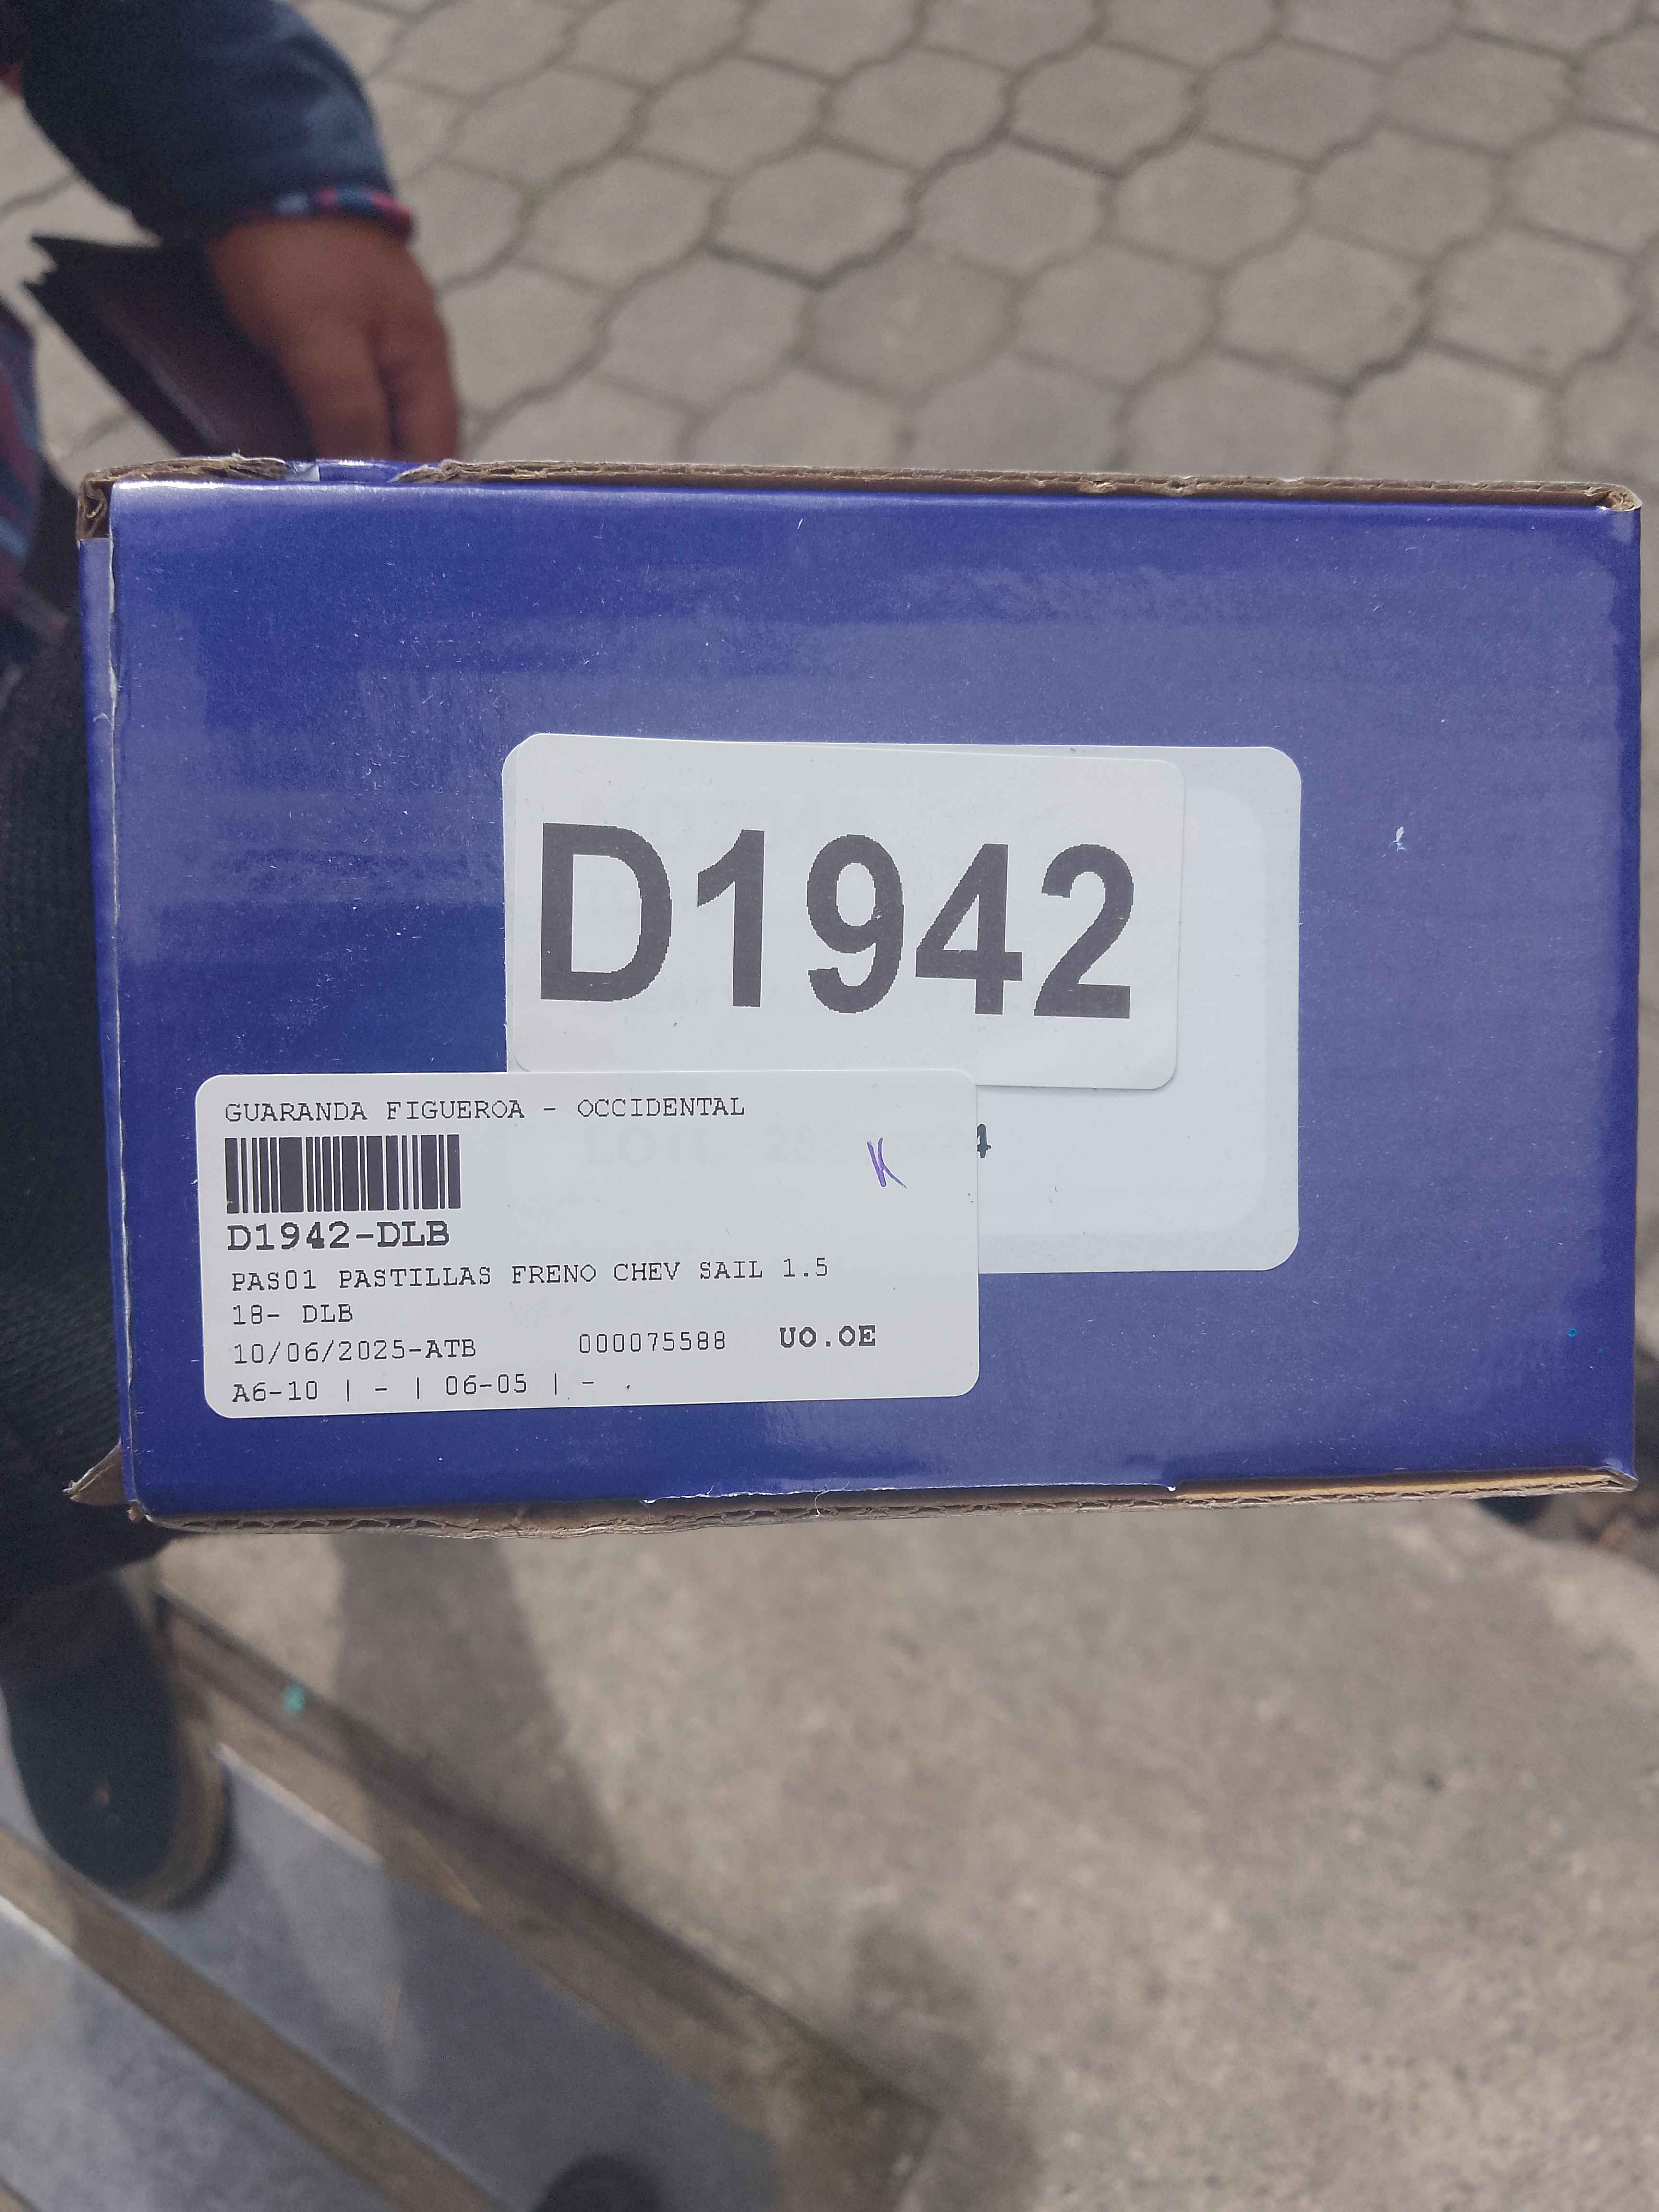 D1942
GUARANDA FIGUEROA - OCCIDENTAL
D1942-DLB
PAS01 PASTILLAS FRENO CHEV SAIL 1.5
18- DLB
10/06/2025-ATB 000075588 UO.OE
A6-10 | - | 06-05 | -